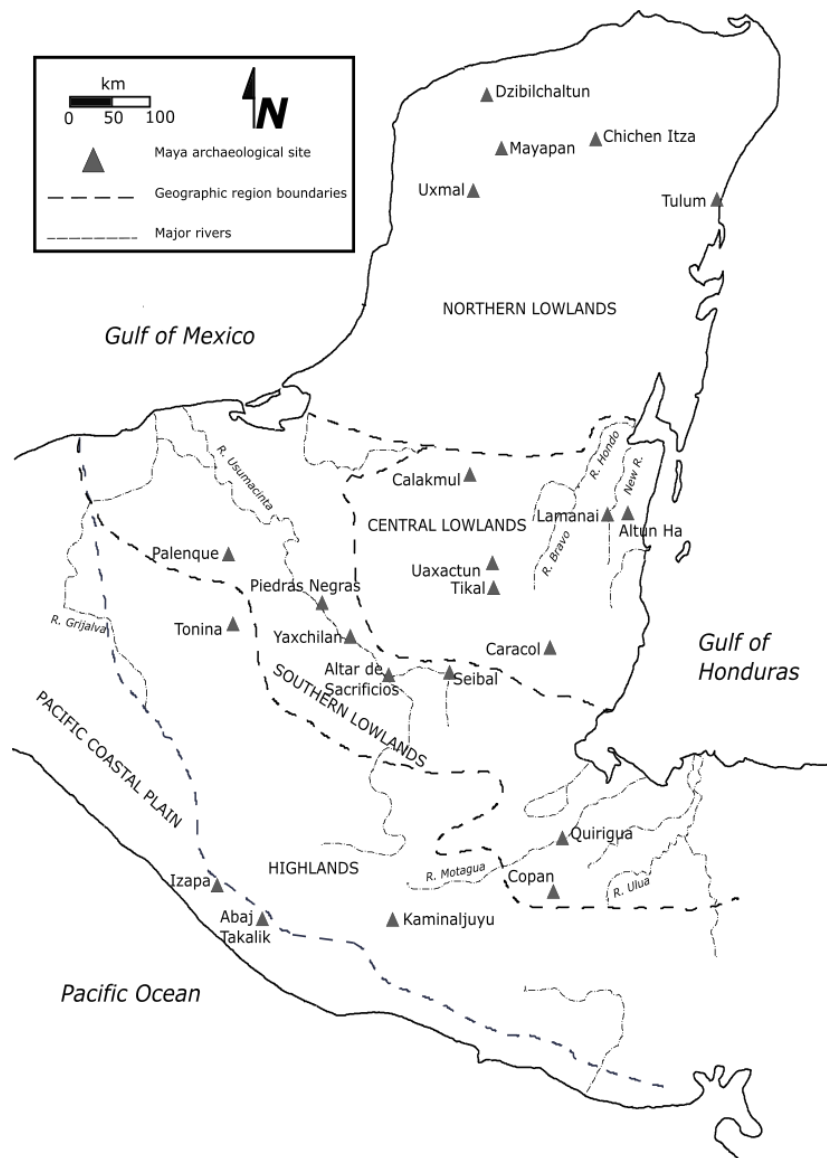 km
N
0 50 100
Maya archaeological site
Geographic region boundaries
Major rivers
Dzibilchaltun
Chichen Itza
Mayapan
Uxmal
Tulum
NORTHERN LOWLANDS
Gulf of Mexico
R. Usumacinta
R. Hondo
New R.
Calakmul
CENTRAL LOWLANDS
Lamanai
Altun Ha
R. Bravo
Palenque
Uaxactun
Tikal
Piedras Negras
R. Grijalva
Tonina
Yaxchilan
Caracol
Gulf of
Honduras
Altar de
Sacrificios
Seibal
SOUTHERN LOWLANDS
PACIFIC COASTAL PLAIN
Quirigua
HIGHLANDS
R. Motagua
Copan
R. Ulua
Izapa
Abaj
Takalik
Kaminaljuyu
Pacific Ocean